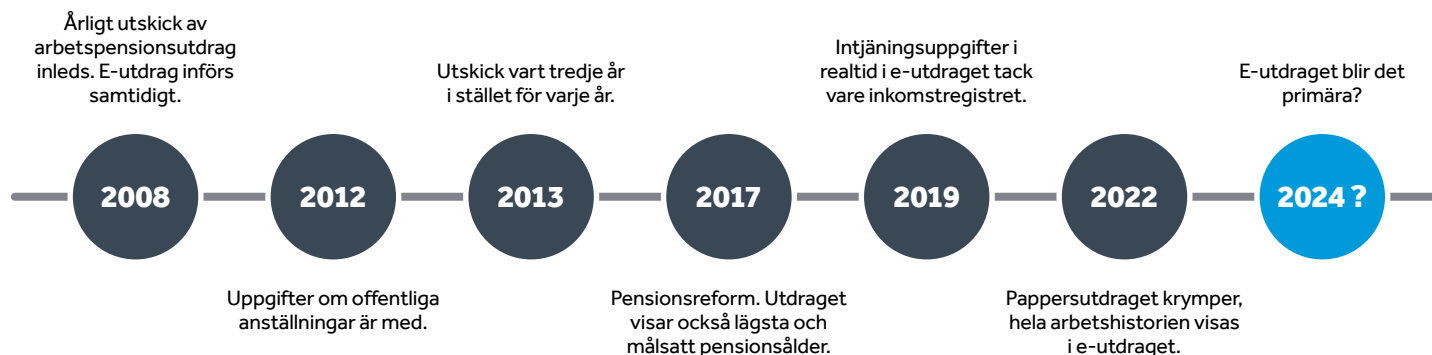 Årligt utskick av
arbetspensionsutdrag
inleds. E-utdrag införs
samtidigt.
2008
2012
Uppgifter om offentliga
anställningar är med.
Utskick vart tredje år
i stället för varje år.
2013
2017
Pensionsreform. Utdraget
visar också lägsta och
målsatt pensionsålder.
Intjäningsuppgifter i
realtid i e-utdraget tack
vare inkomstregistret.
2019
2022
Pappersutdraget krymper,
hela arbetshistorien visas
i e-utdraget.
E-utdraget blir det
primära?
2024 ?